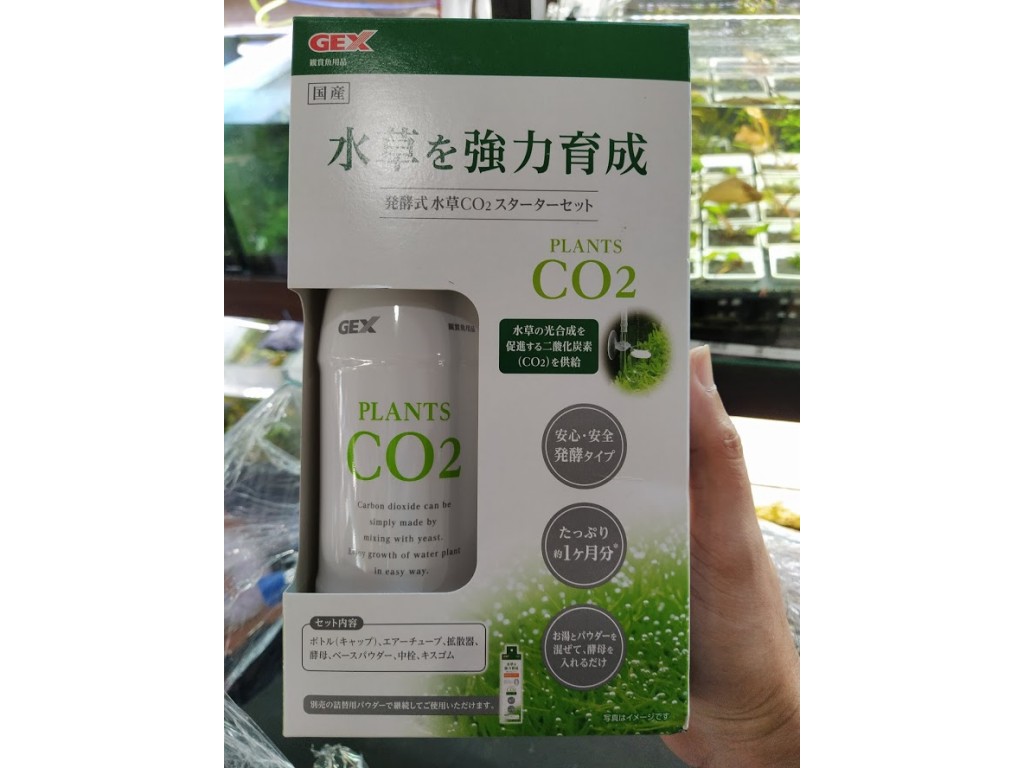 GEX
観賞魚用品
国産
水草を強力育成
発酵式 水草CO2 スターターセット
PLANTS
CO2
水草の光合成を
促進する二酸化炭素
(CO2)を供給
GEX
観賞魚用品
PLANTS
CO2
Carbon dioxide can be
simply made by
mixing with yeast.
Enjoy growth of water plant
in easy way.
安心・安全
発酵タイプ
たっぷり
約1ヶ月分※
お湯とパウダーを
混ぜて、酵母を
入れるだけ
セット内容
ボトル(キャップ)、エアーチューブ、拡散器、
酵母、ベースパウダー、中栓、キスゴム
別売の詰替用パウダーで継続してご使用いただけます。
写真はイメージです